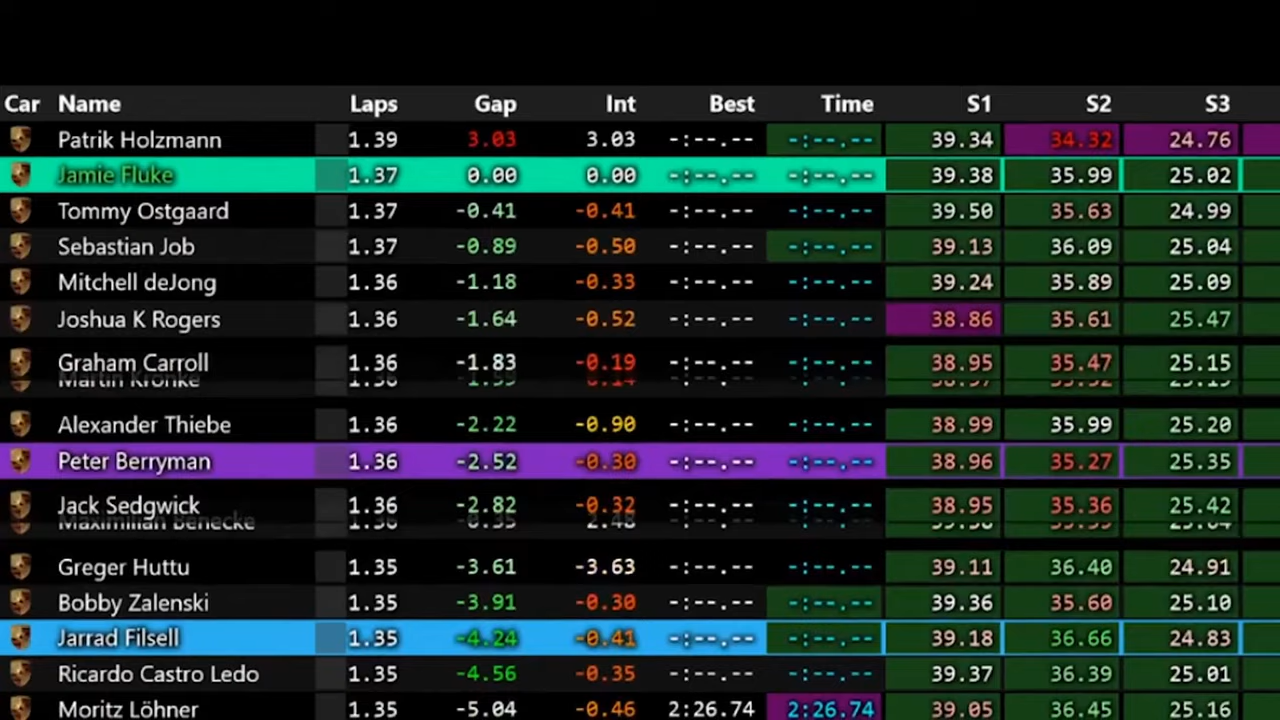 Car Name Laps Gap Int Best Time S1 S2 S3
Patrik Holzmann 1.39 3.03 3.03 -:--.-- -:--.-- 39.34 34.32 24.76
Jamie Fluke 1.37 0.00 0.00 -:--.-- -:--.-- 39.38 35.99 25.02
Tommy Ostgaard 1.37 -0.41 -0.41 -:--.-- -:--.-- 39.50 35.63 24.99
Sebastian Job 1.37 -0.89 -0.50 -:--.-- -:--.-- 39.13 36.09 25.04
Mitchell deJong 1.36 -1.18 -0.33 -:--.-- -:--.-- 39.24 35.89 25.09
Joshua K Rogers 1.36 -1.64 -0.52 -:--.-- -:--.-- 38.86 35.61 25.47
Graham Carroll 1.36 -1.83 -0.19 -:--.-- -:--.-- 38.95 35.47 25.15
Martin Krönke
Alexander Thiebe 1.36 -2.22 -0.90 -:--.-- -:--.-- 38.99 35.99 25.20
Peter Berryman 1.36 -2.52 -0.30 -:--.-- -:--.-- 38.96 35.27 25.35
Jack Sedgwick 1.36 -2.82 -0.32 -:--.-- -:--.-- 38.95 35.36 25.42
Maximilian Benecke
Greger Huttu 1.35 -3.61 -3.63 -:--.-- -:--.-- 39.11 36.40 24.91
Bobby Zalenski 1.35 -3.91 -0.30 -:--.-- -:--.-- 39.36 35.60 25.10
Jarrad Filsell 1.35 -4.24 -0.41 -:--.-- -:--.-- 39.18 36.66 24.83
Ricardo Castro Ledo 1.35 -4.56 -0.35 -:--.-- -:--.-- 39.37 36.39 25.01
Moritz Löhner 1.35 -5.04 -0.46 2:26.74 2:26.74 39.05 36.45 25.16